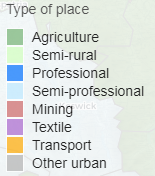 Type of place
Agriculture
Semi-rural
Professional
Semi-professional
Mining
Textile
Transport
Other urban